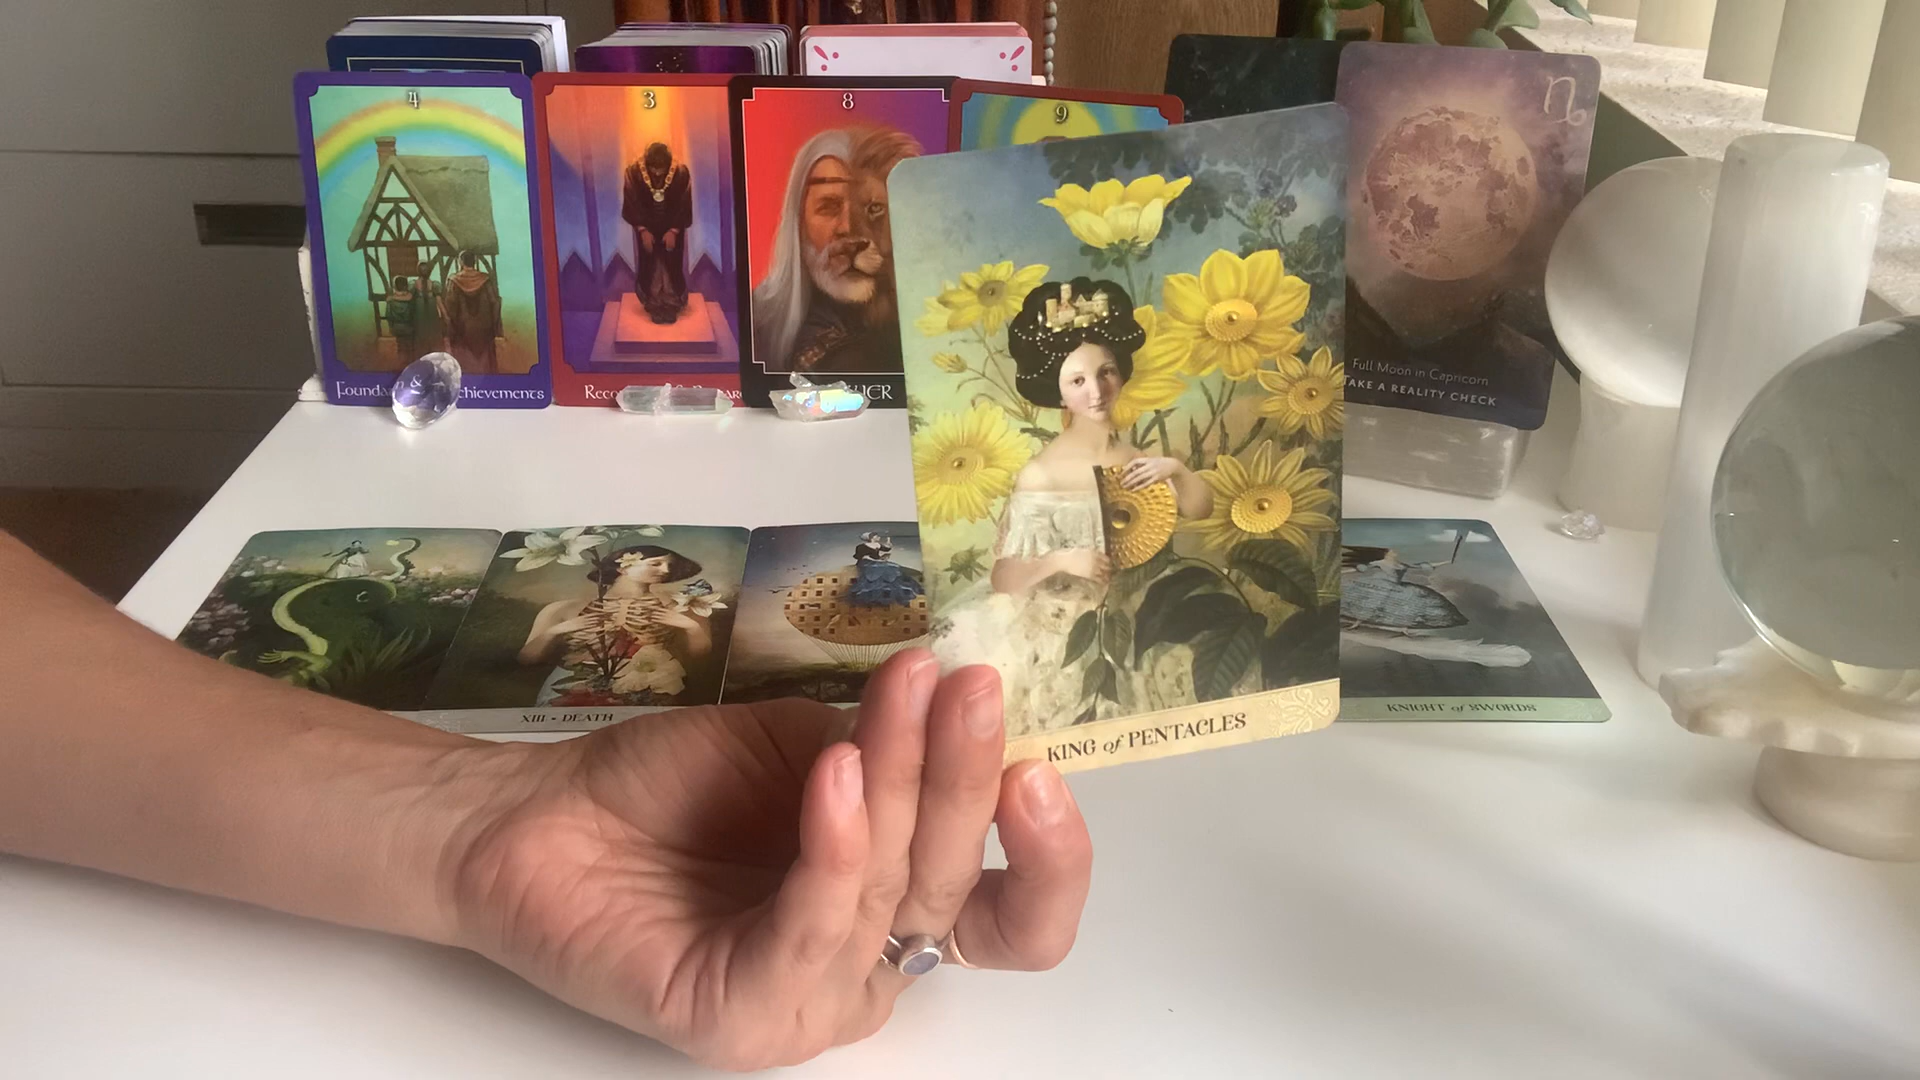 4
3
8
9
Full Moon in Capricorn
TAKE A REALITY CHECK
XIII • DEATH
KING of PENTACLES
KNIGHT of SWORDS